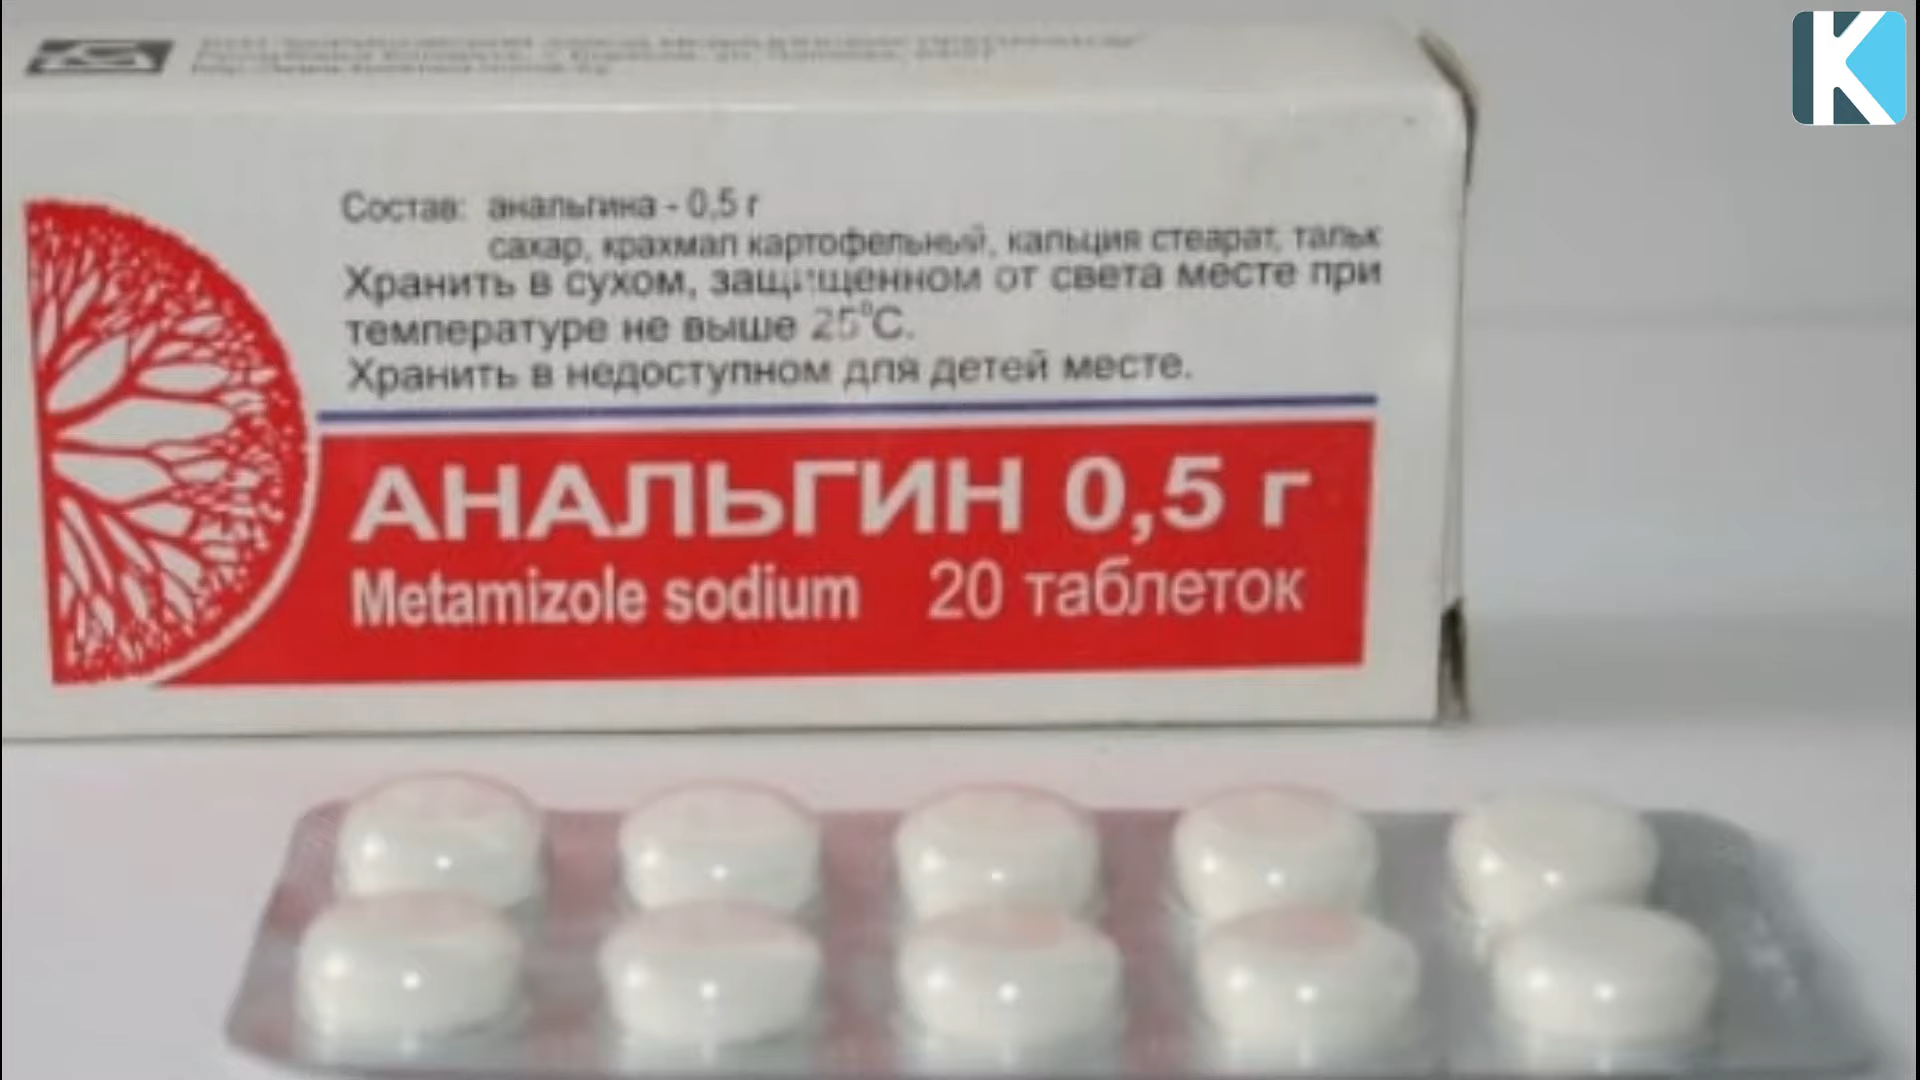 Состав: анальгина - 0,5 г
сахар, крахмал картофельный, кальция стеарат, тальк
Хранить в сухом, защищенном от света месте при
температуре не выше 25°С.
Хранить в недоступном для детей месте.
АНАЛЬГИН 0,5 г
Metamizole sodium 20 таблеток
K